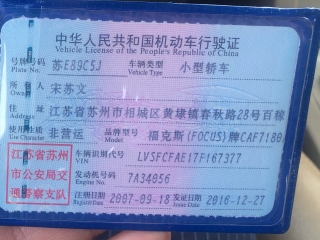 中华人民共和国机动车行驶证
Vehicle License of the People's Republic of China
号牌号码 苏E89C5J 车辆类型 小型轿车
Plate No. Vehicle Type
所有人 宋苏文
Owner
住址 江苏省苏州市相城区黄埭镇春秋路28号百稼
使用性质 非营运 品牌型号 福克斯(FOCUS)牌CAF7180
Use Character Model
江苏省苏州
市公安局交
通警察支队
车辆识别代号 LVSFCFAE17F167377
VIN
发动机号码 7A34056
Engine No.
注册日期 2007-09-18 发证日期 2016-12-27
Register Date Issue Date